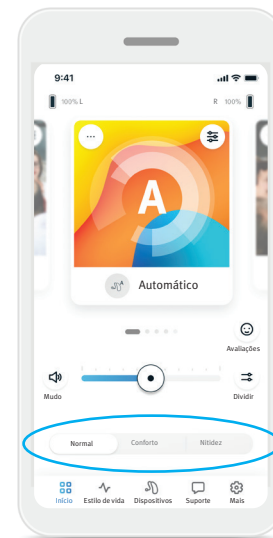 9:41
100% L R 100%
A
Automático
Avaliações
Mudo Dividir
Normal Conforto Nitidez
Início Estilo de vida Dispositivos Suporte Mais